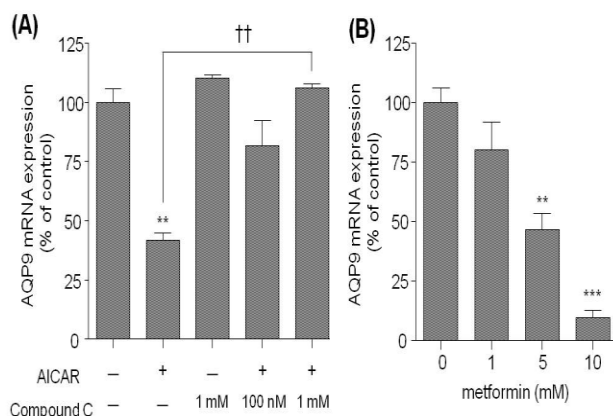 (A)
††
125
100
75
50
25
0
AQP9 mRNA expression
(% of control)
**
AICAR – + – + +
Compound C – – 1 mM 100 nM 1 mM
(B)
125
100
75
50
25
0
AQP9 mRNA expression
(% of control)
**
***
0 1 5 10
metformin (mM)